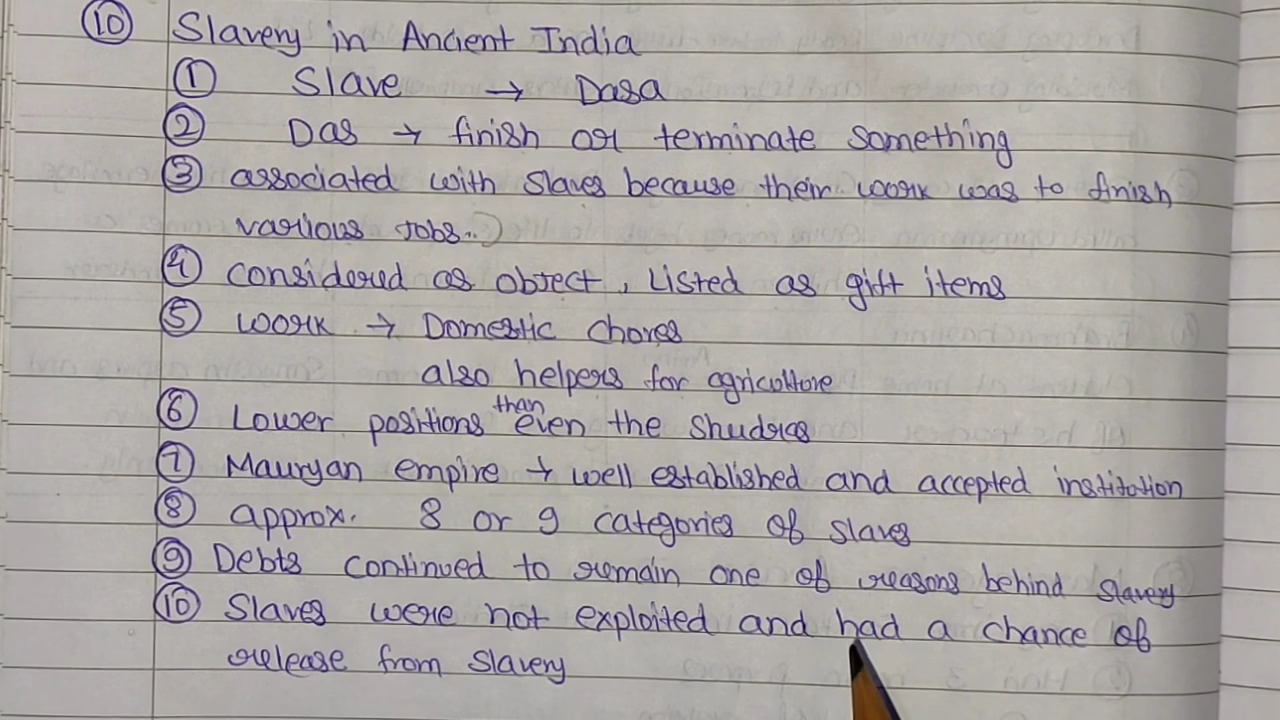 10 Slavery in Ancient India
1 Slave → Dasa
2 Das → finish or terminate something
3 associated with slaves because their work was to finish
various Jobs..)
4 considered as object, Listed as gift items
5 work → Domestic chores
also helpers for agriculture
6 Lower positions than even the Shudras
7 Mauryan empire → well established and accepted institution
8 approx. 8 or 9 categories of slaves
9 Debts continued to remain one of reasons behind slavery
10 Slaves were not exploited and had a chance of
release from slavery